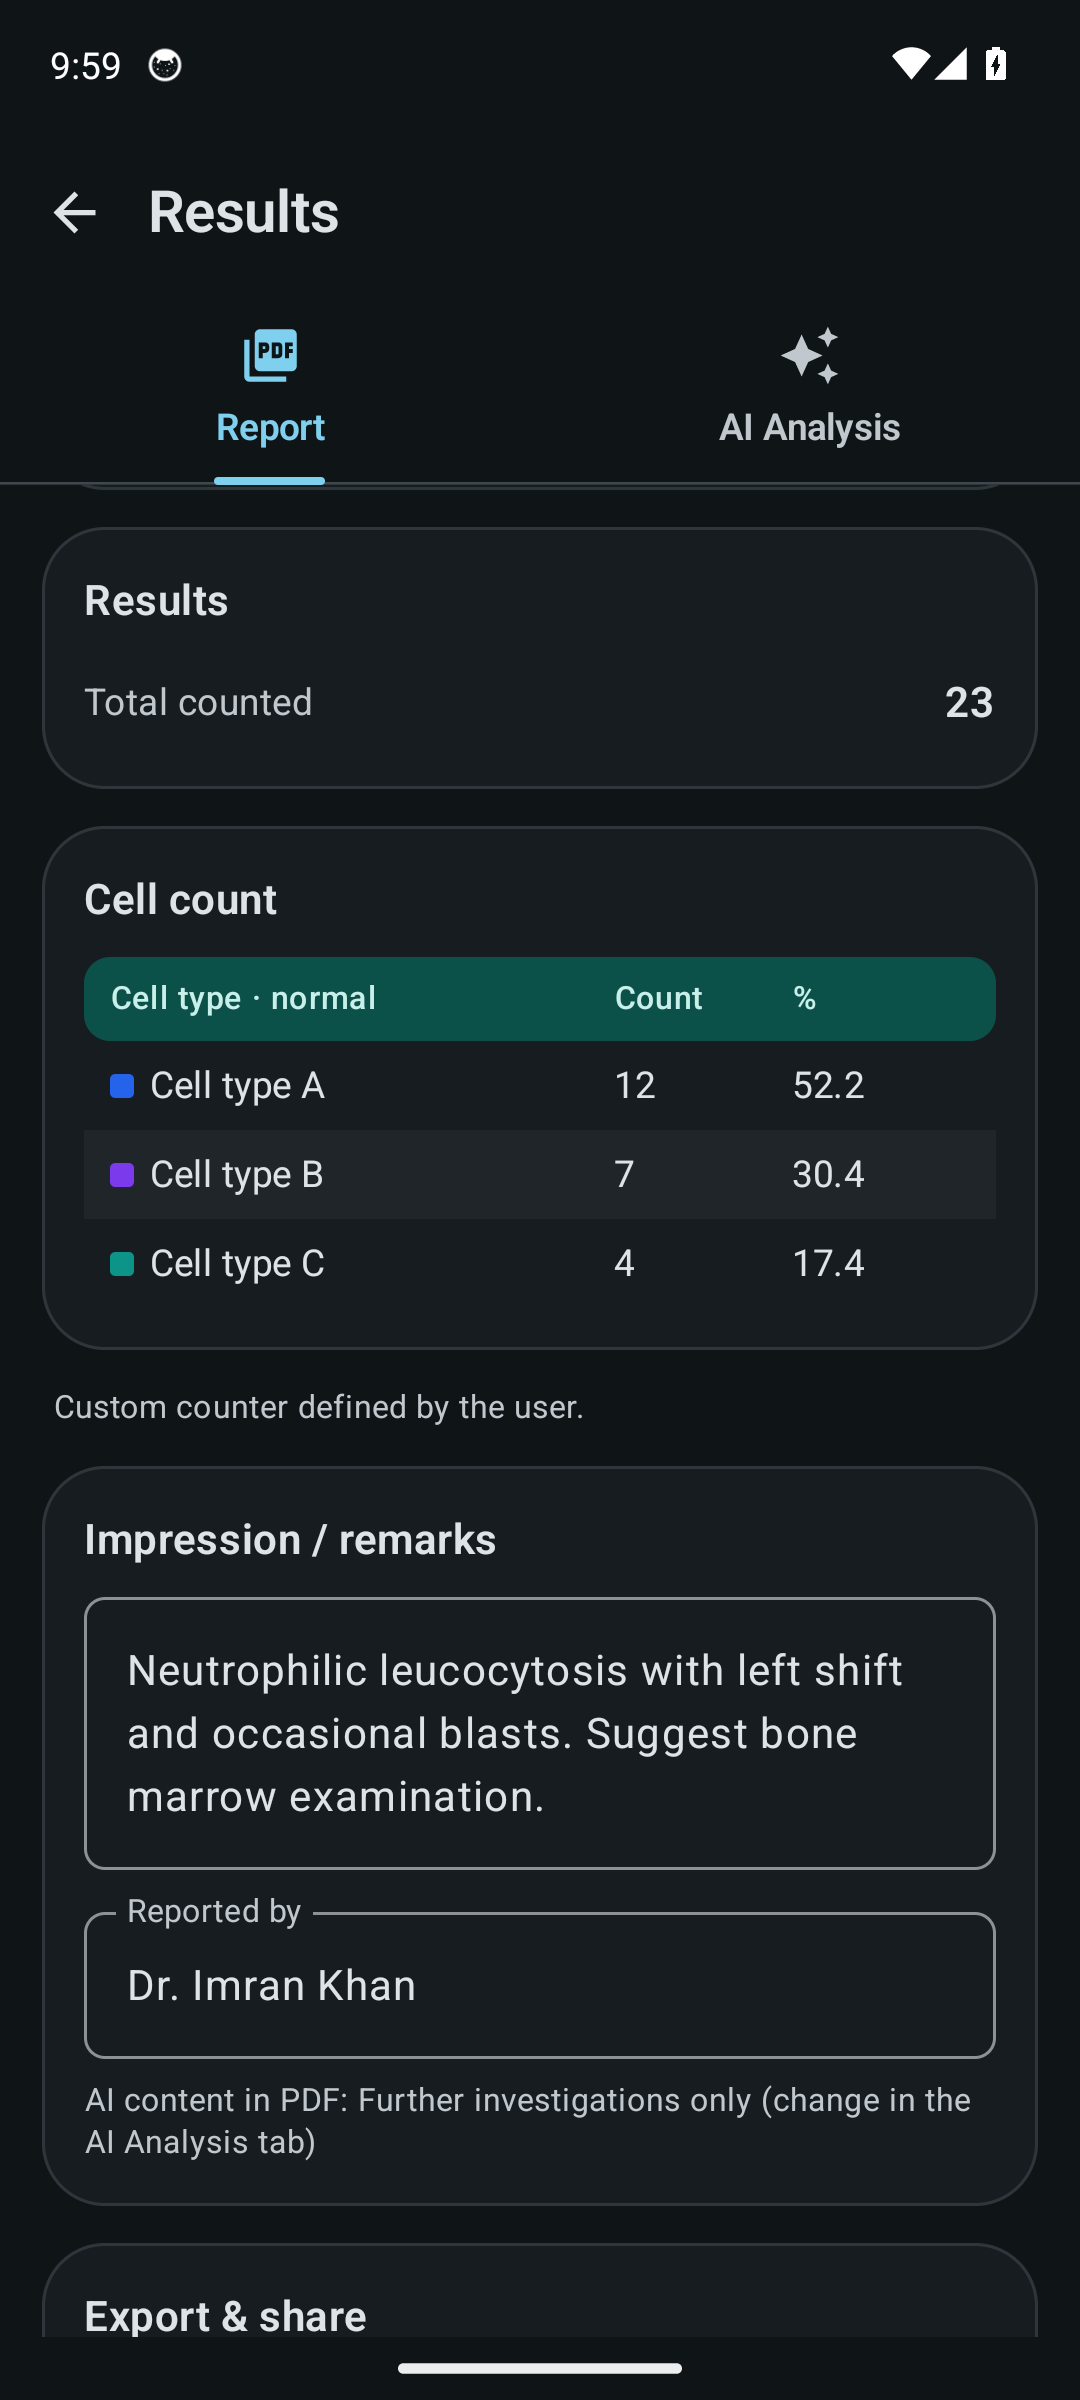 9:59
Results
PDF
Report
AI Analysis
Results
Total counted 23
Cell count
Cell type · normal Count %
Cell type A 12 52.2
Cell type B 7 30.4
Cell type C 4 17.4
Custom counter defined by the user.
Impression / remarks
Neutrophilic leucocytosis with left shift
and occasional blasts. Suggest bone
marrow examination.
Reported by
Dr. Imran Khan
AI content in PDF: Further investigations only (change in the
AI Analysis tab)
Export & share